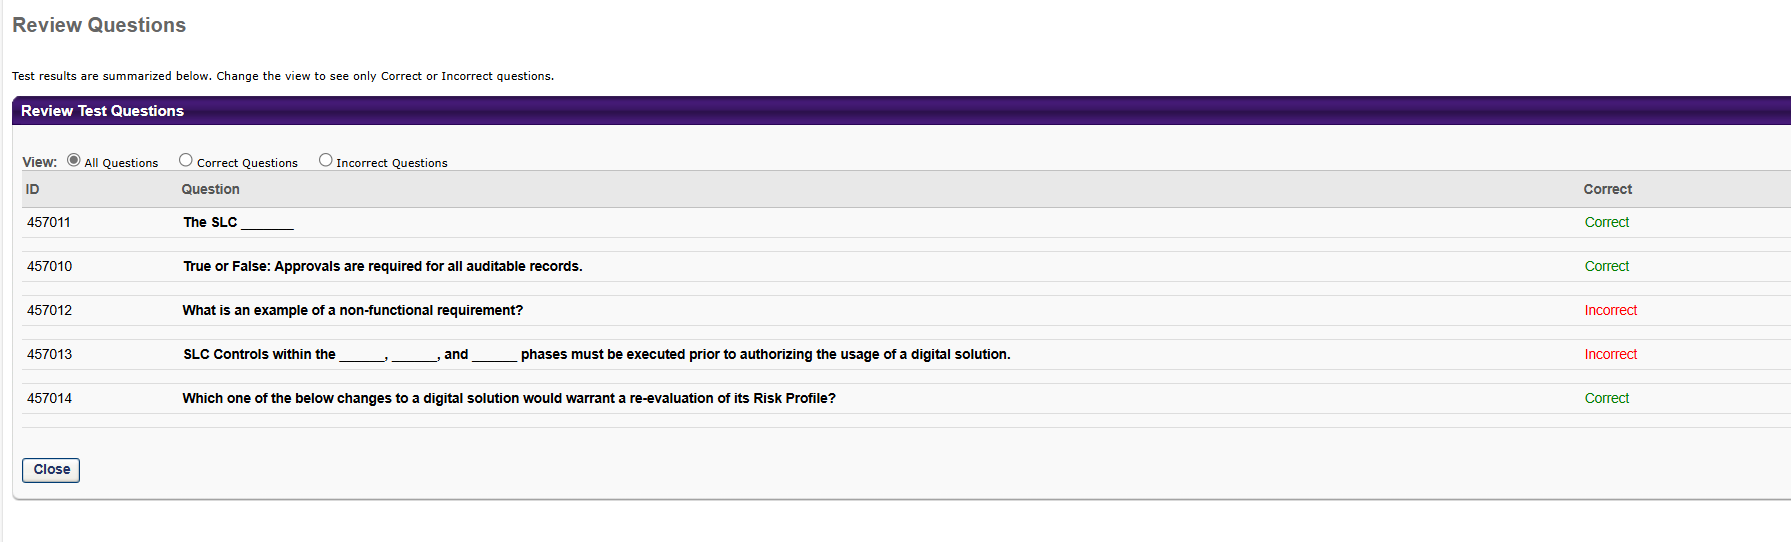 Review Questions
Test results are summarized below. Change the view to see only Correct or Incorrect questions.
Review Test Questions
View: All Questions Correct Questions Incorrect Questions
ID Question Correct
457011 The SLC _______ Correct
457010 True or False: Approvals are required for all auditable records. Correct
457012 What is an example of a non-functional requirement? Incorrect
457013 SLC Controls within the ______, ______, and ______ phases must be executed prior to authorizing the usage of a digital solution. Incorrect
457014 Which one of the below changes to a digital solution would warrant a re-evaluation of its Risk Profile? Correct
Close